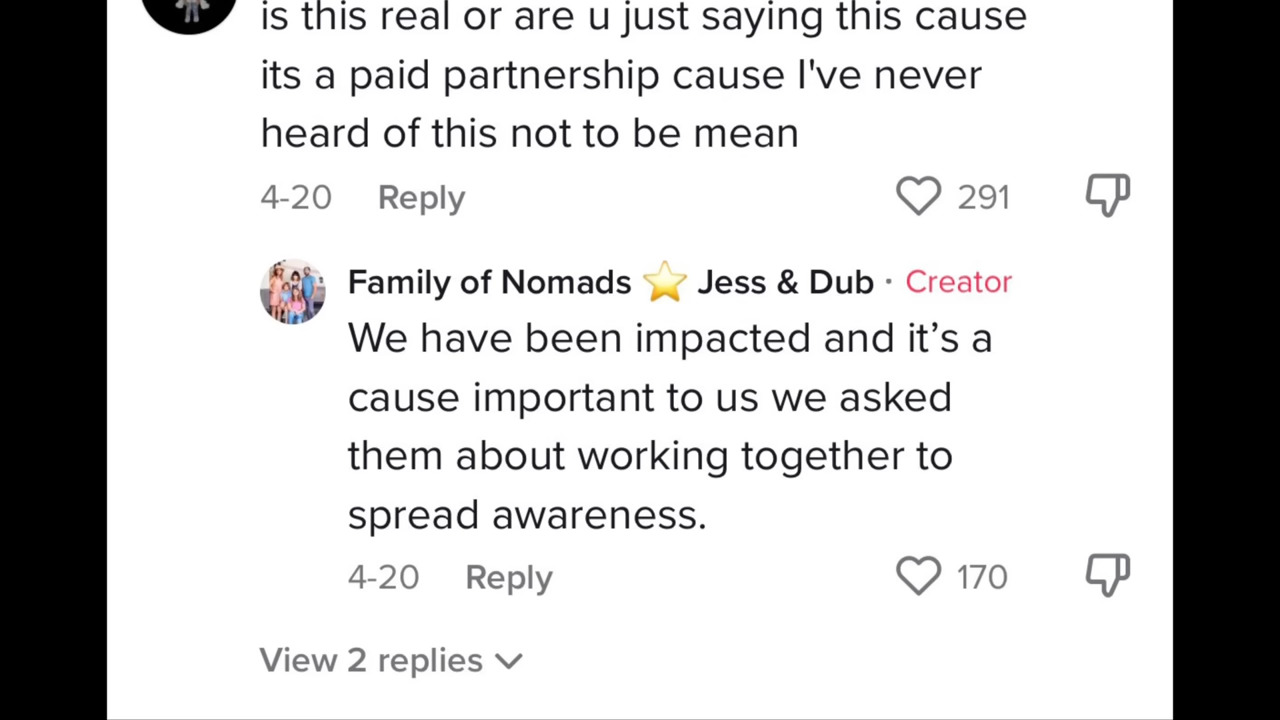 is this real or are u just saying this cause
its a paid partnership cause I've never
heard of this not to be mean
4-20 Reply 291
Family of Nomads ⭐ Jess & Dub · Creator
We have been impacted and it’s a
cause important to us we asked
them about working together to
spread awareness.
4-20 Reply 170
View 2 replies